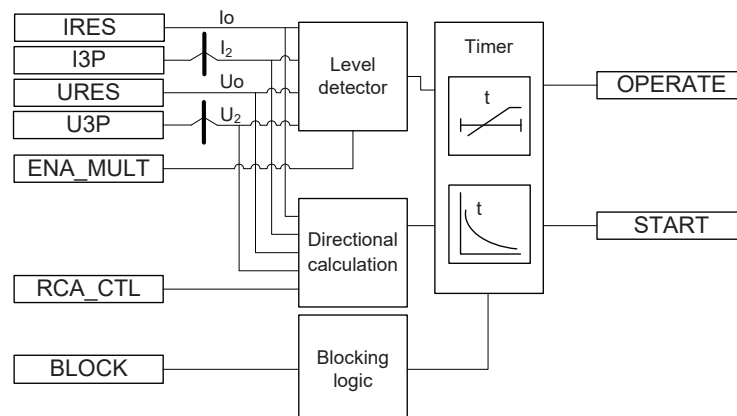 IRES
Io
I3P
I₂
URES
Uo
U3P
U₂
ENA_MULT
RCA_CTL
BLOCK
Level
detector
Directional
calculation
Blocking
logic
Timer
t
t
OPERATE
START